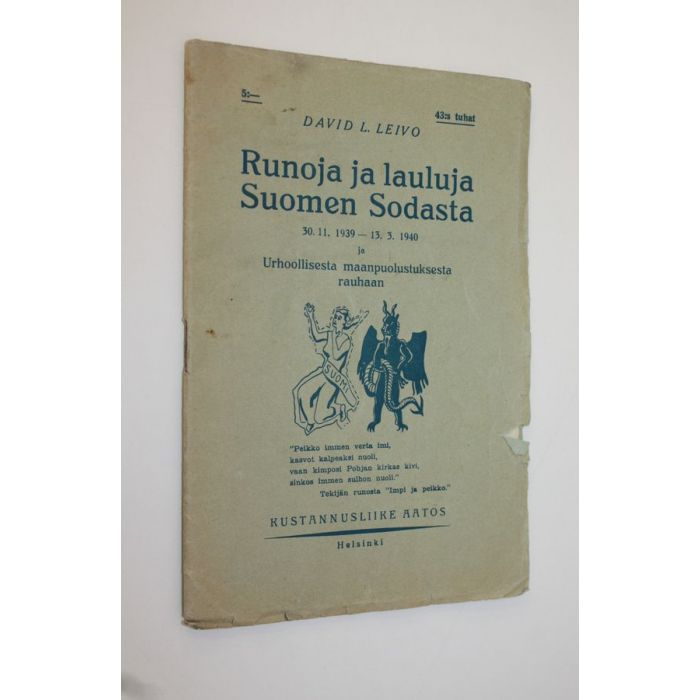 5:—
43:s tuhat
DAVID L. LEIVO
Runoja ja lauluja
Suomen Sodasta
30. 11. 1939 — 13. 3. 1940
ja
Urhoollisesta maanpuolustuksesta
rauhaan
SUOMI
"Peikko immen verta imi,
kasvot kalpeaksi nuoli,
vaan kimposi Pohjan kirkas kivi,
sinkos immen sulhon nuoli."
Tekijän runosta "Impi ja peikko."
KUSTANNUSLIIKE AATOS
Helsinki